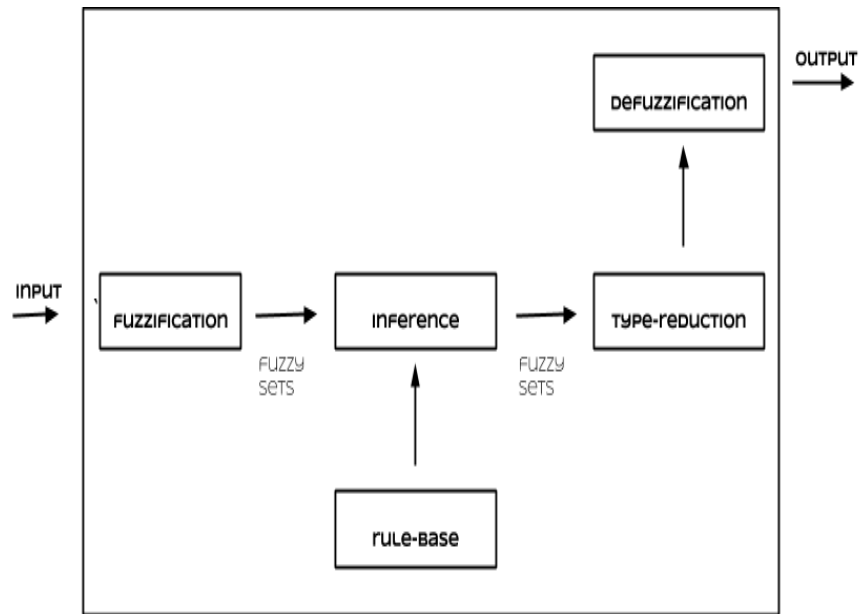 OUTPUT
Defuzzification
INPUT
Fuzzification
Inference
Type-reduction
Fuzzy
sets
Fuzzy
sets
Rule-Base